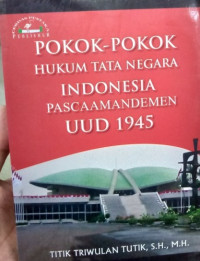 POKOK-POKOK
HUKUM TATA NEGARA
INDONESIA
PASCAAMANDEMEN
UUD 1945
TITIK TRIWULAN TUTIK, S.H., M.H.